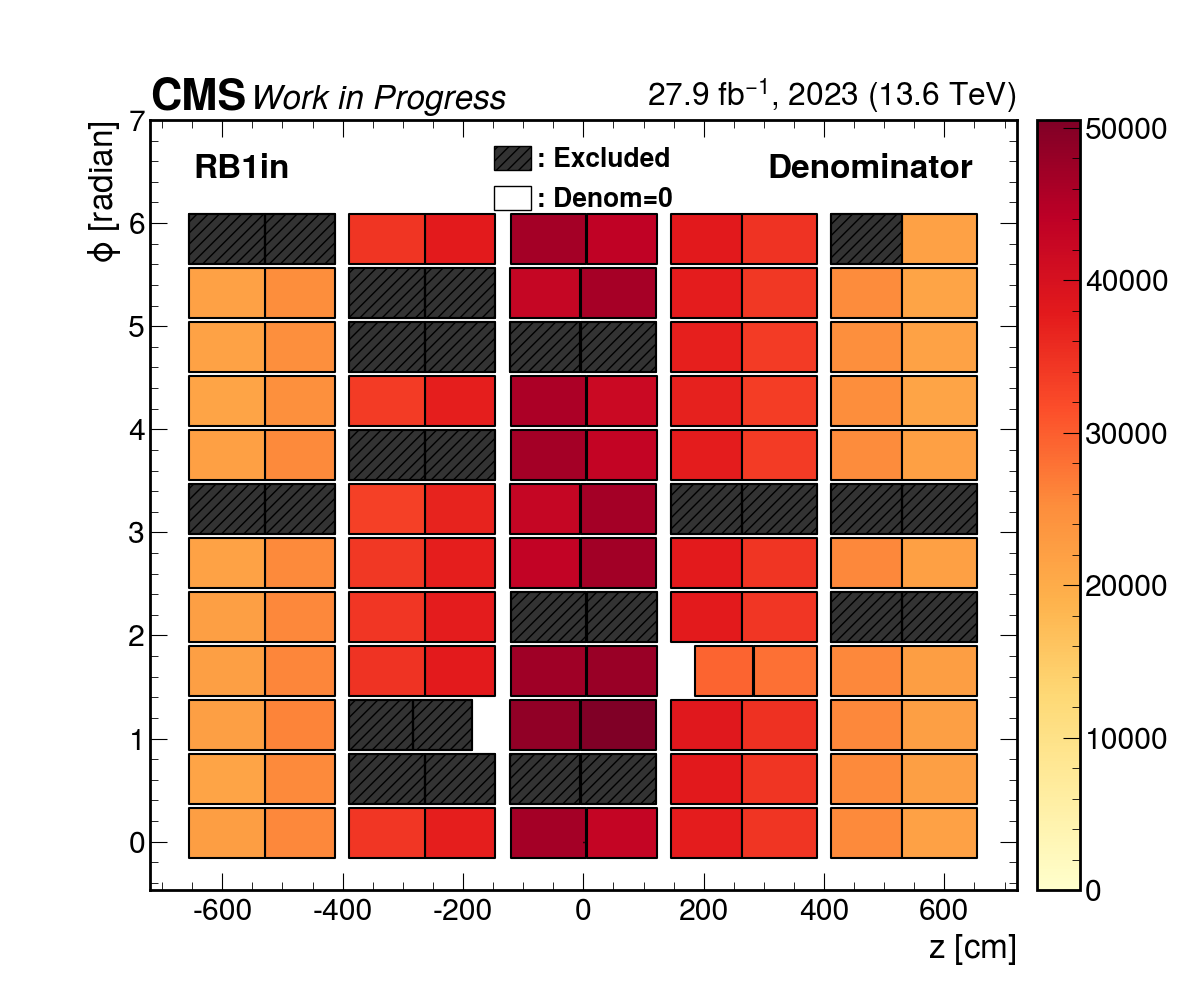 CMS Work in Progress 27.9 fb⁻¹, 2023 (13.6 TeV)
RB1in : Excluded Denominator
: Denom=0
ϕ [radian]
7
6
5
4
3
2
1
0
-600 -400 -200 0 200 400 600
z [cm]
50000
40000
30000
20000
10000
0